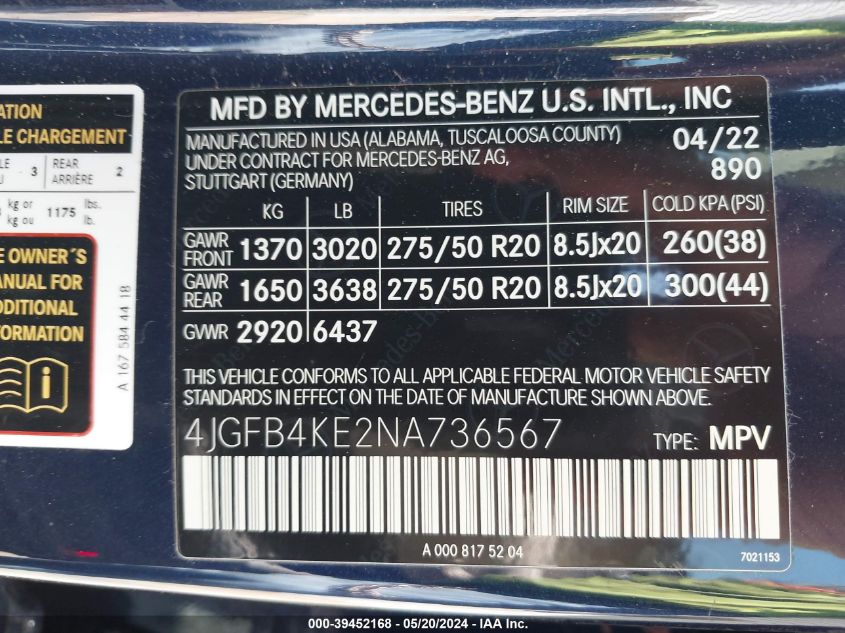 ATION
LE CHARGEMENT
3 REAR ARRIÈRE 2
kg or kg ou 1175 lbs. lb.
OWNER´S
MANUAL FOR
ADDITIONAL
INFORMATION
A 167 584 44 18
MFD BY MERCEDES-BENZ U.S. INTL., INC
MANUFACTURED IN USA (ALABAMA, TUSCALOOSA COUNTY) 04/22
UNDER CONTRACT FOR MERCEDES-BENZ AG, 890
STUTTGART (GERMANY)
KG LB TIRES RIM SIZE COLD KPA (PSI)
GAWR FRONT 1370 3020 275/50 R20 8.5Jx20 260(38)
GAWR REAR 1650 3638 275/50 R20 8.5Jx20 300(44)
GVWR 2920 6437
THIS VEHICLE CONFORMS TO ALL APPLICABLE FEDERAL MOTOR VEHICLE SAFETY
STANDARDS IN EFFECT ON THE DATE OF MANUFACTURE SHOWN ABOVE
4JGFB4KE2NA736567 TYPE: MPV
A 000 817 52 04
7021153
000-39452168 - 05/20/2024 - IAA Inc.